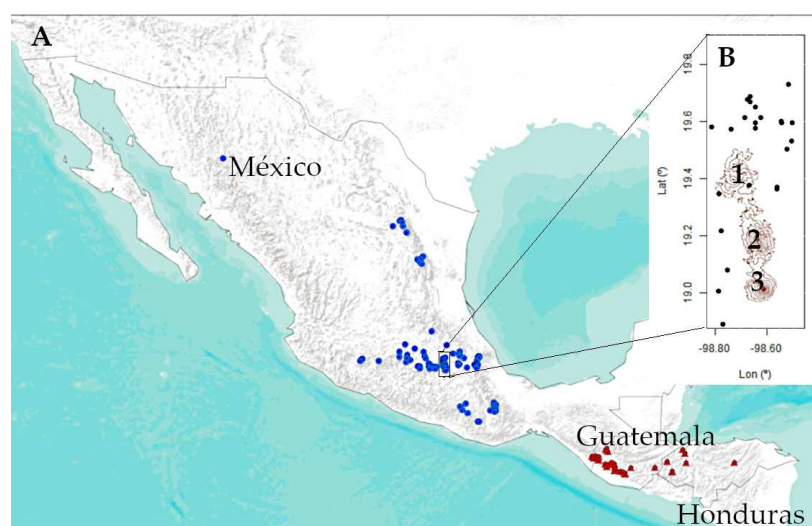 A
México
Guatemala
Honduras
B
Lat (º)
19.8
19.6
19.4
19.2
19.0
1
2
3
-98.80
-98.60
Lon (º)